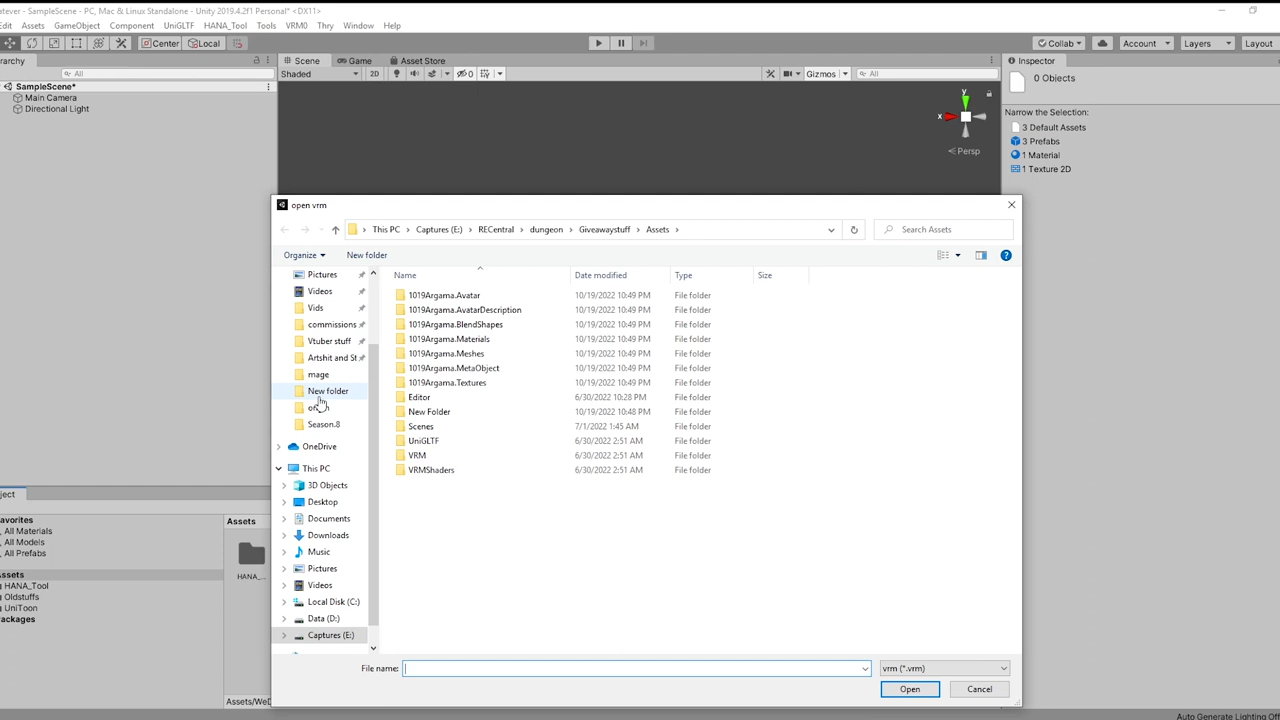 atever - SampleScene - PC, Mac & Linux Standalone - Unity 2019.4.2f1 Personal* <DX11>
Edit Assets GameObject Component UniGLTF HANA_Tool Tools VRM0 Thry Window Help
Center Local Collab Account Layers Layout
rarchy Scene Game Asset Store Inspector
All Shaded 2D 0 Gizmos All 0 Objects
SampleScene*
Main Camera
Directional Light
y
x
Persp
Narrow the Selection:
3 Default Assets
3 Prefabs
1 Material
1 Texture 2D
open vrm
This PC > Captures (E:) > RECentral > dungeon > Giveawaystuff > Assets > Search Assets
Organize New folder
Name Date modified Type Size
Pictures
Videos
Vids
commissions
Vtuber stuff
Artshit and St
mage
New folder
Season.8
OneDrive
This PC
3D Objects
Desktop
Documents
Downloads
Music
Pictures
Videos
Local Disk (C:)
Data (D:)
Captures (E:)
1019Argama.Avatar 10/19/2022 10:49 PM File folder
1019Argama.AvatarDescription 10/19/2022 10:49 PM File folder
1019Argama.BlendShapes 10/19/2022 10:49 PM File folder
1019Argama.Materials 10/19/2022 10:49 PM File folder
1019Argama.Meshes 10/19/2022 10:49 PM File folder
1019Argama.MetaObject 10/19/2022 10:49 PM File folder
1019Argama.Textures 10/19/2022 10:49 PM File folder
Editor 6/30/2022 10:28 PM File folder
New Folder 10/19/2022 10:48 PM File folder
Scenes 7/1/2022 1:45 AM File folder
UniGLTF 6/30/2022 2:51 AM File folder
VRM 6/30/2022 2:51 AM File folder
VRMShaders 6/30/2022 2:51 AM File folder
File name: vrm (*.vrm)
Open Cancel
ject
avorites
All Materials
All Models
All Prefabs
Assets
HANA_Tool
Oldstuffs
UniToon
ackages
Assets
HANA_...
Assets/WeD
Auto Generate Lighting Off